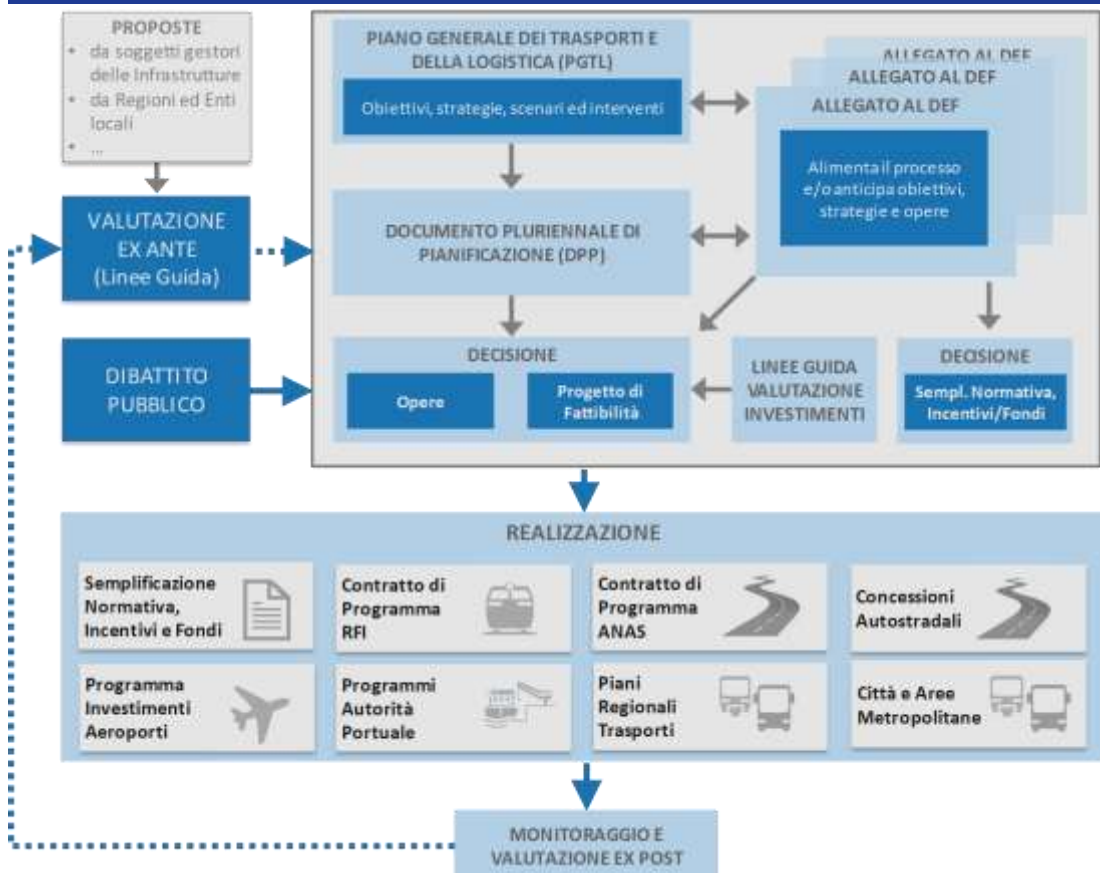 PROPOSTE
• da soggetti gestori
delle Infrastrutture
• da Regioni ed Enti
locali
• ...
VALUTAZIONE
EX ANTE
(Linee Guida)
DIBATTITO
PUBBLICO
PIANO GENERALE DEI TRASPORTI E
DELLA LOGISTICA (PGTL)
Obiettivi, strategie, scenari ed interventi
ALLEGATO AL DEF
ALLEGATO AL DEF
ALLEGATO AL DEF
Alimenta il processo
e/o anticipa obiettivi,
strategie e opere
DOCUMENTO PLURIENNALE DI
PIANIFICAZIONE (DPP)
DECISIONE
Opere
Progetto di
Fattibilità
LINEE GUIDA
VALUTAZIONE
INVESTIMENTI
DECISIONE
Sempl. Normativa,
Incentivi/Fondi
REALIZZAZIONE
Semplificazione
Normativa,
Incentivi e Fondi
Contratto di
Programma
RFI
Contratto di
Programma
ANAS
Concessioni
Autostradali
Programma
Investimenti
Aeroporti
Programmi
Autorità
Portuale
Piani
Regionali
Trasporti
Città e Aree
Metropolitane
MONITORAGGIO E
VALUTAZIONE EX POST